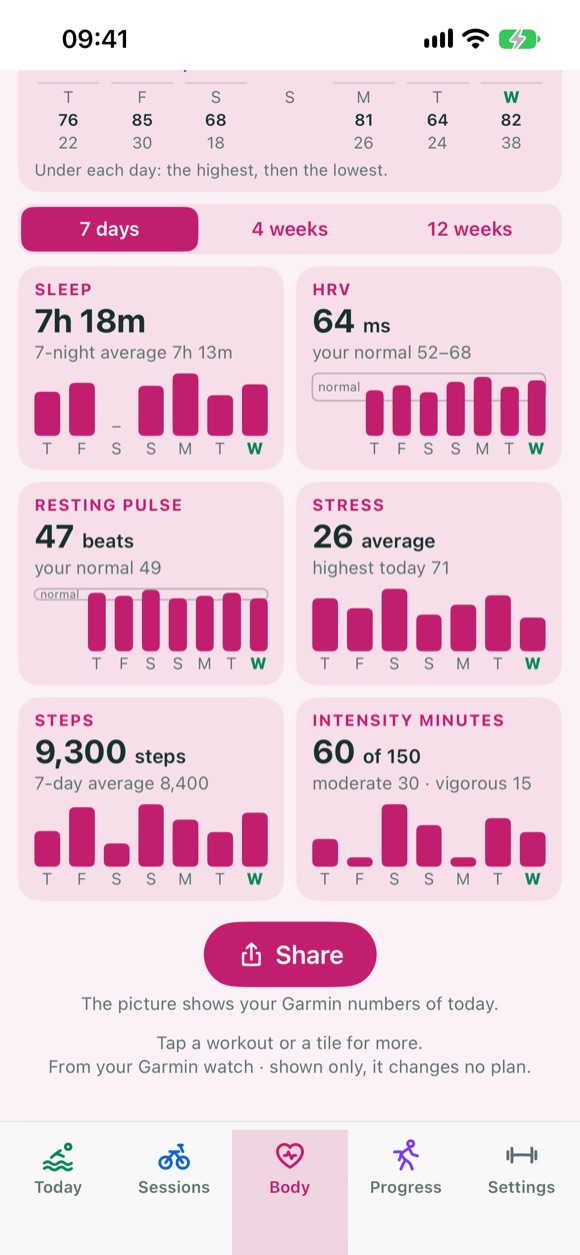 09:41
T F S S M T W
76 85 68 81 64 82
22 30 18 26 24 38
Under each day: the highest, then the lowest.
7 days 4 weeks 12 weeks
SLEEP
7h 18m
7-night average 7h 13m
–
T F S S M T W
HRV
64 ms
your normal 52–68
normal
T F S S M T W
RESTING PULSE
47 beats
your normal 49
normal
T F S S M T W
STRESS
26 average
highest today 71
T F S S M T W
STEPS
9,300 steps
7-day average 8,400
T F S S M T W
INTENSITY MINUTES
60 of 150
moderate 30 · vigorous 15
T F S S M T W
Share
The picture shows your Garmin numbers of today.
Tap a workout or a tile for more.
From your Garmin watch · shown only, it changes no plan.
Today Sessions Body Progress Settings